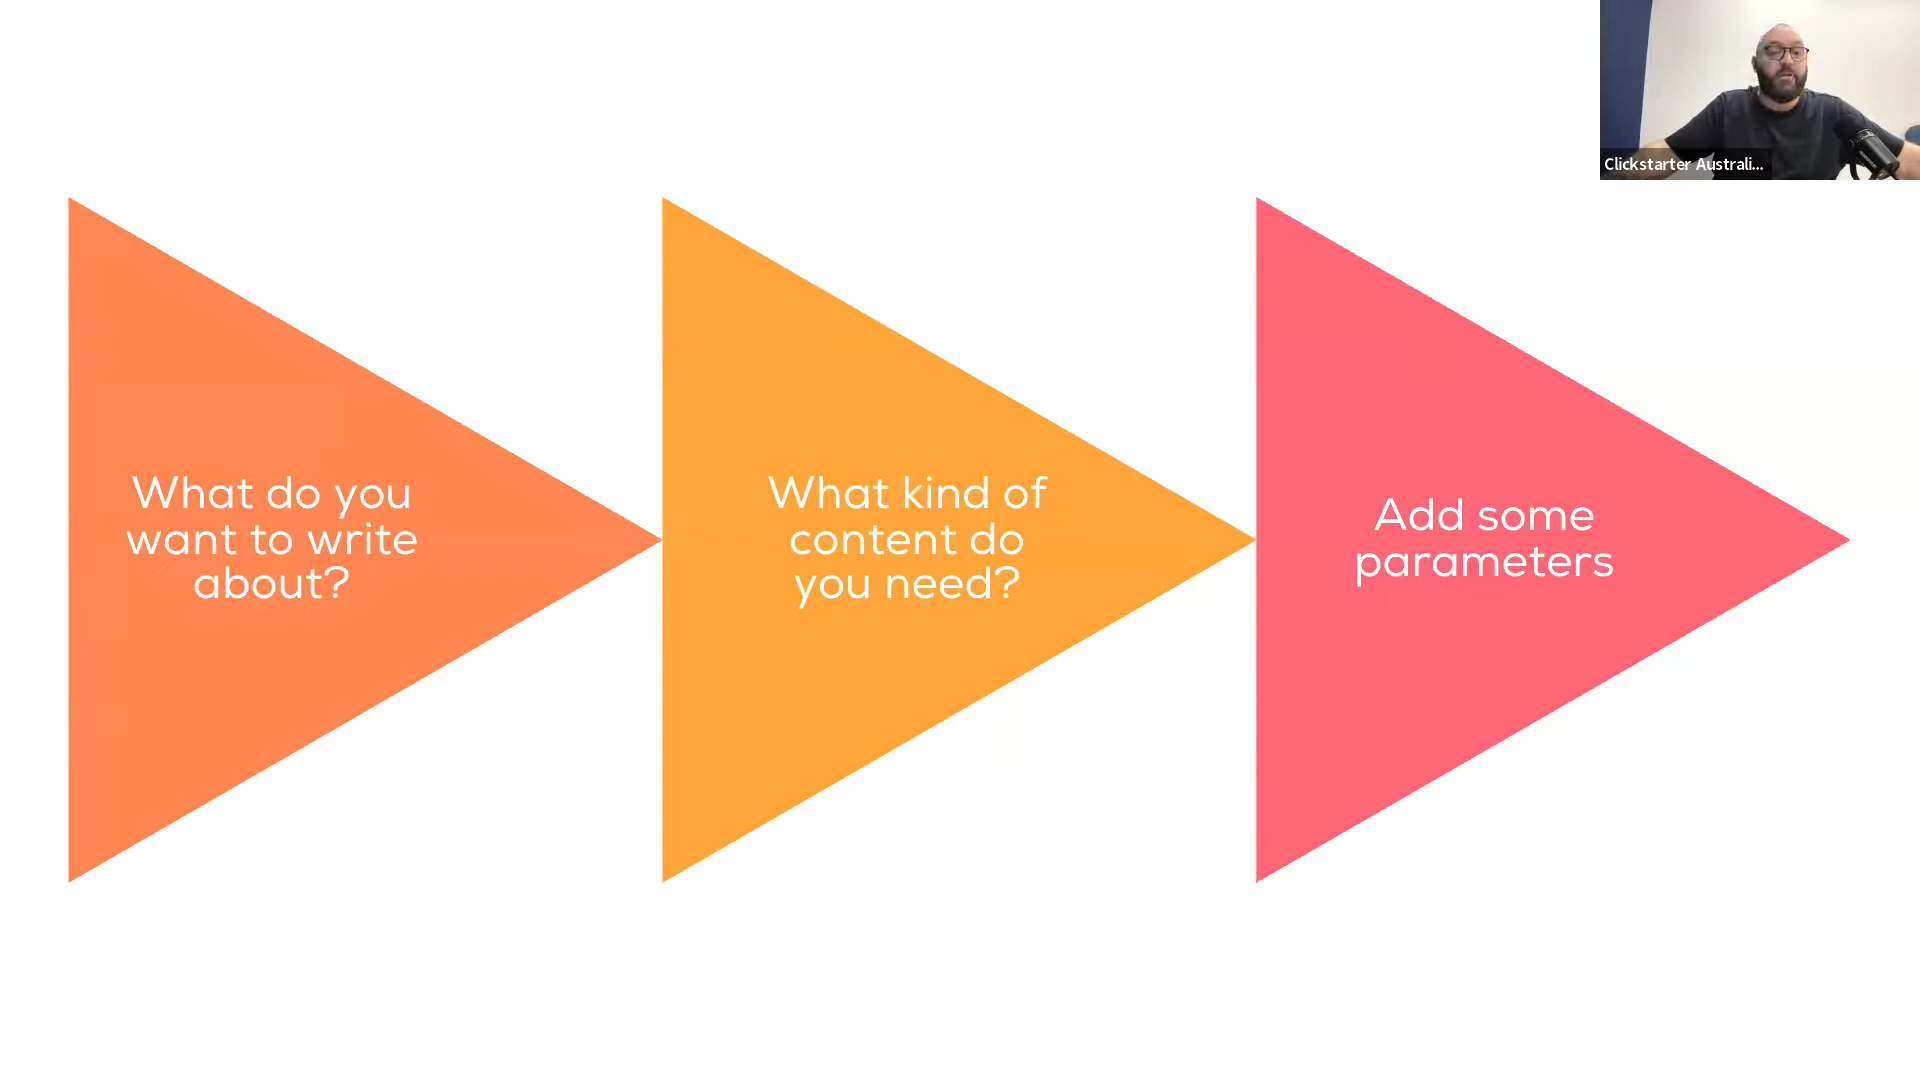 Clickstarter Australi...
What do you
want to write
about?
What kind of
content do
you need?
Add some
parameters